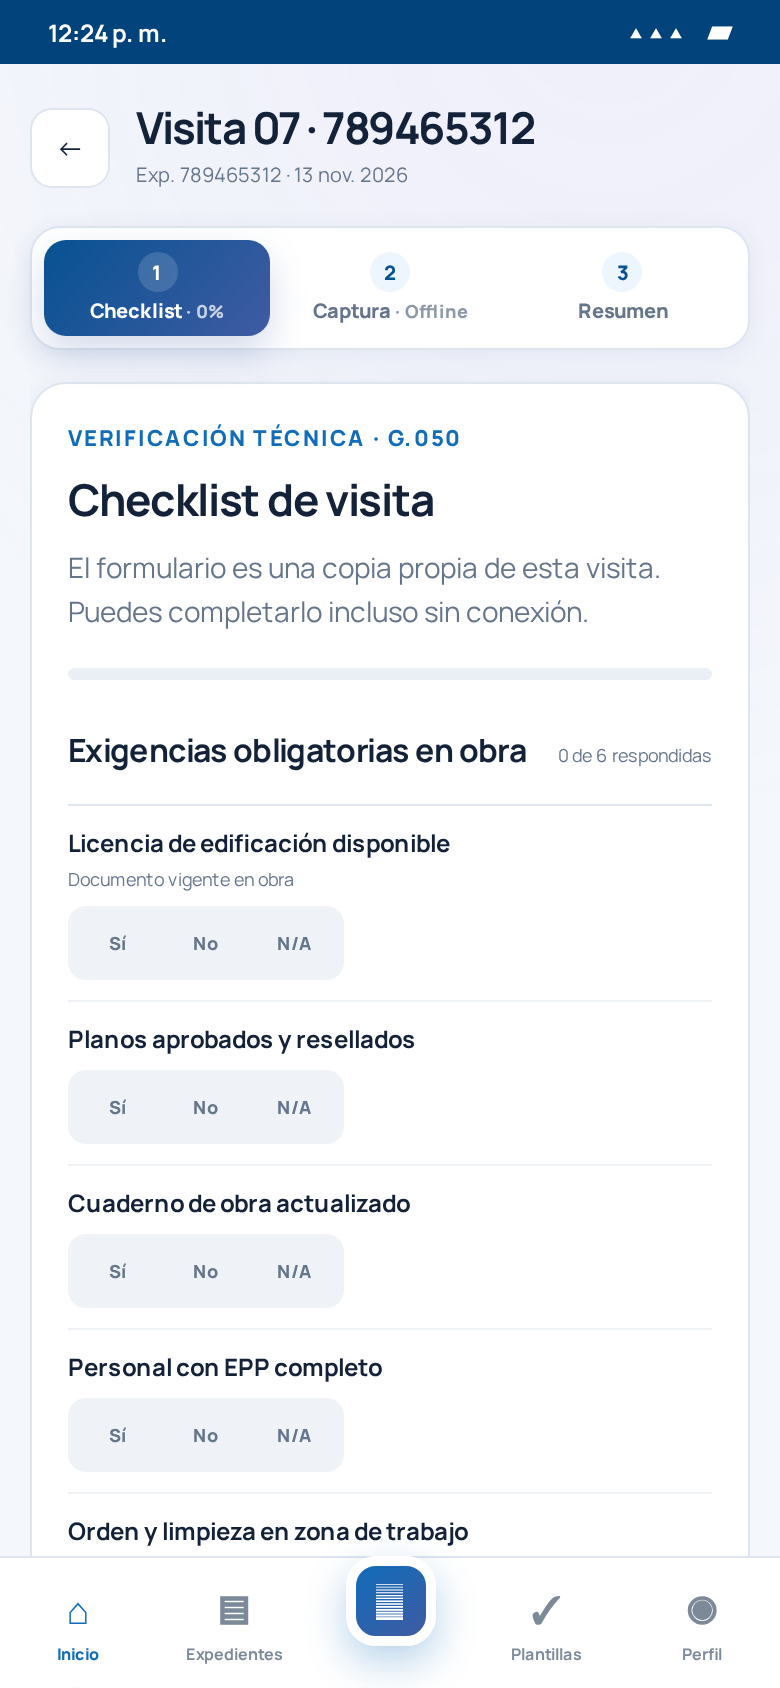 12:24 p. m.
←
Visita 07 · 789465312
Exp. 789465312 · 13 nov. 2026
1
Checklist · 0%
2
Captura · Offline
3
Resumen
VERIFICACIÓN TÉCNICA · G.050
Checklist de visita
El formulario es una copia propia de esta visita.
Puedes completarlo incluso sin conexión.
Exigencias obligatorias en obra
0 de 6 respondidas
Licencia de edificación disponible
Documento vigente en obra
Sí No N/A
Planos aprobados y resellados
Sí No N/A
Cuaderno de obra actualizado
Sí No N/A
Personal con EPP completo
Sí No N/A
Orden y limpieza en zona de trabajo
Inicio
Expedientes
Plantillas
Perfil